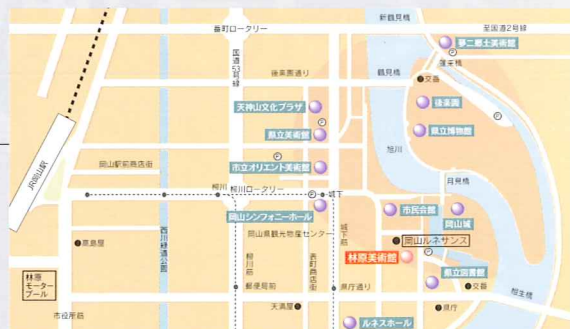 新鶴見橋
番町ロータリー
至国道2号線
夢二郷土美術館
蓬莱橋
国道53号線
後楽園通り
鶴見橋
交番
天神山文化プラザ
後楽園
県立美術館
県立博物館
旭川
JR岡山駅
岡山駅前商店街
市立オリエント美術館
月見橋
柳川
柳川ロータリー
城下
市民会館
岡山城
岡山シンフォニーホール
西川緑道公園
岡山県観光物産センター
城下筋
岡山ルネサンス
高島屋
林原美術館
林原モータープール
柳川筋
表町商店街
県立図書館
郵便局前
県庁通り
交番
相生橋
天満屋
県庁
市役所筋
ルネスホール
P
P
P
P
P
P